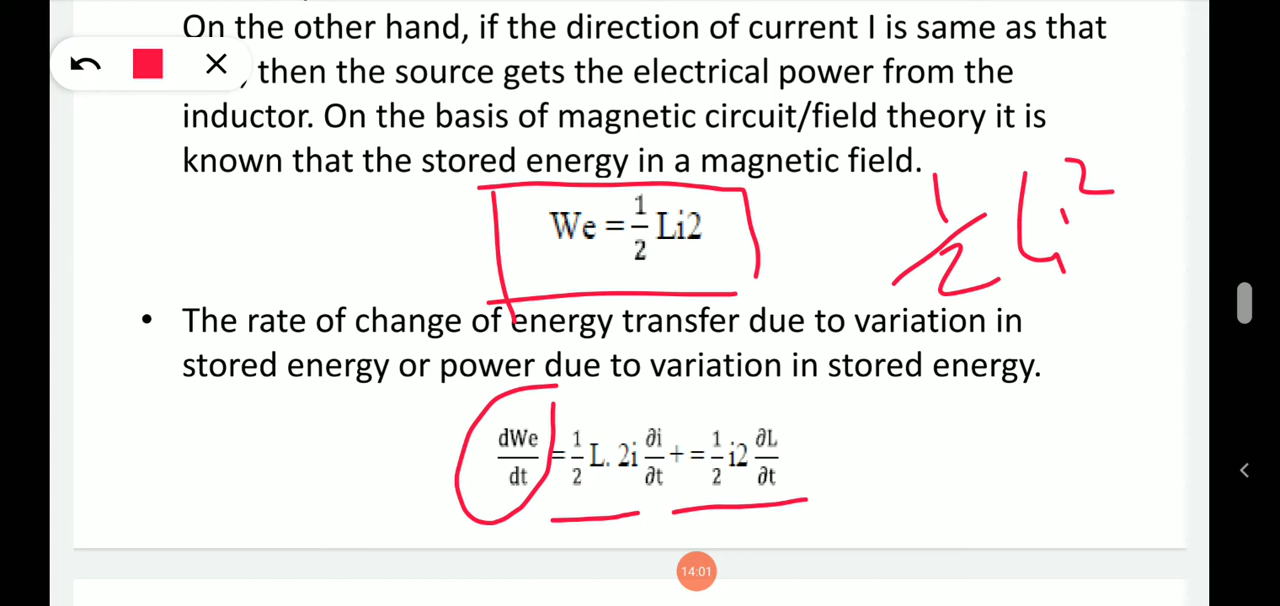 On the other hand, if the direction of current I is same as that
, then the source gets the electrical power from the
inductor. On the basis of magnetic circuit/field theory it is
known that the stored energy in a magnetic field.
We = 1/2 Li2
1/2 Li²
• The rate of change of energy transfer due to variation in
stored energy or power due to variation in stored energy.
dWe/dt = 1/2 L. 2i ∂i/∂t + = 1/2 i2 ∂L/∂t
14:01